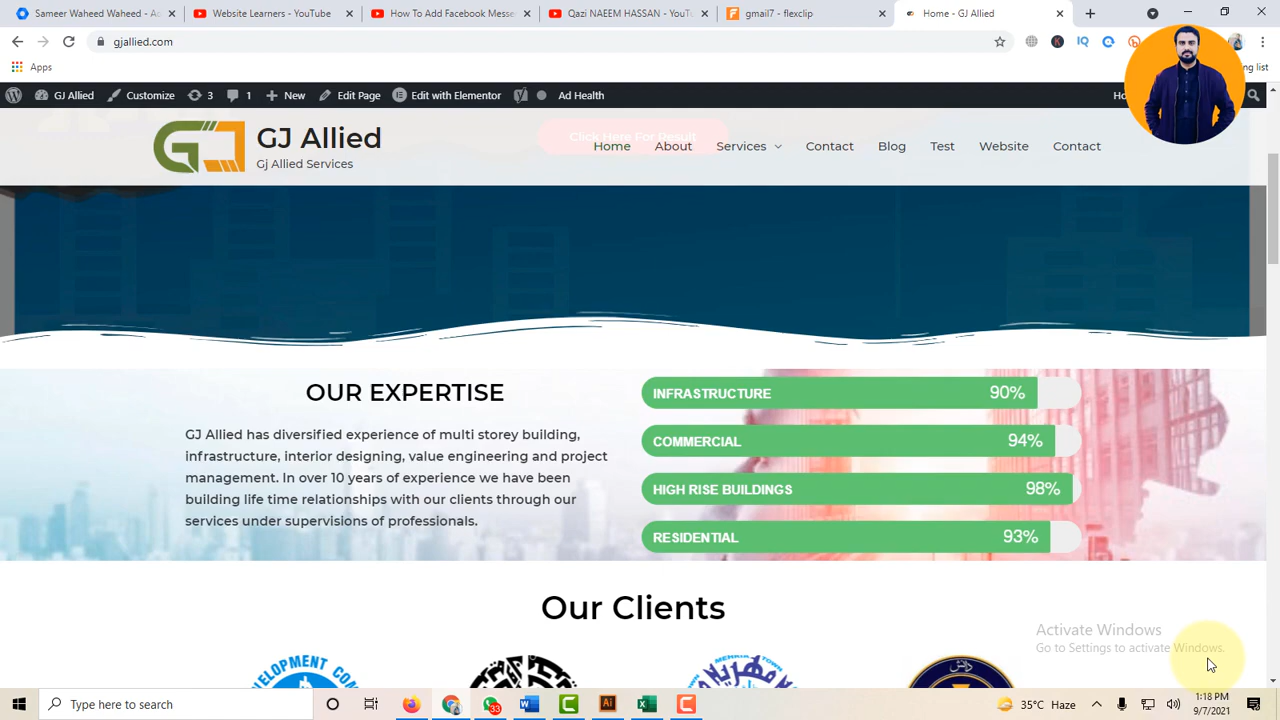 Sameer Waheed - A
Website Learners - YouTube
How To Add Facebook Messe
Qazi NAEEM HASSAN - YouTu
gmail7 - flexclip
Home - GJ Allied
gjallied.com
Apps
GJ Allied
Customize
3
1
New
Edit Page
Edit with Elementor
Ad Health
GJ Allied
Gj Allied Services
Click Here For Result
Home
About
Services
Contact
Blog
Test
Website
Contact
OUR EXPERTISE
GJ Allied has diversified experience of multi storey building,
infrastructure, interior designing, value engineering and project
management. In over 10 years of experience we have been
building life time relationships with our clients through our
services under supervisions of professionals.
INFRASTRUCTURE 90%
COMMERCIAL 94%
HIGH RISE BUILDINGS 98%
RESIDENTIAL 93%
Our Clients
Activate Windows
Go to Settings to activate Windows.
Type here to search
33
35°C Haze
1:18 PM
9/7/2021